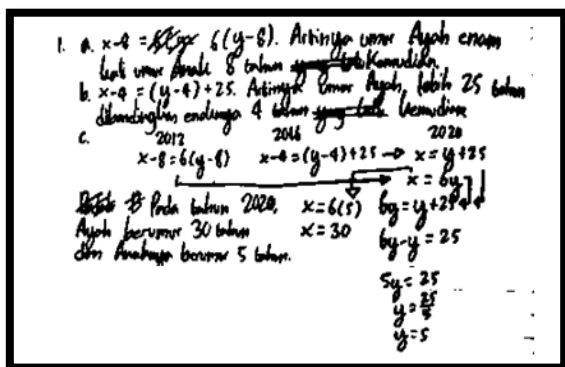 1. a. x-8 = 6(y-8). Artinya umur Ayah enam
kali umur Anak 8 tahun kemudian.
b. x-4 = (y-4)+25. Artinya umur Ayah, lebih 25 tahun
dibandingkan 4 tahun kemudian
c. 2012 2016 2020
x-8=6(y-8) x-4=(y-4)+25 → x=y+25
x = 6y
Pada tahun 2020, x=6(5) 6y=y+25
Ayah berumur 30 tahun x=30 6y-y=25
dan Anaknya berumur 5 tahun.
5y=25
y=25/5
y=5